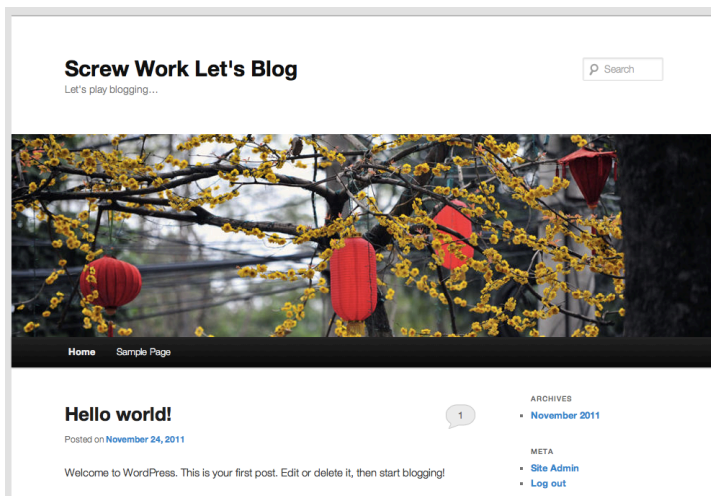 Screw Work Let's Blog
Let's play blogging...
Search
Home Sample Page
Hello world!
1
Posted on November 24, 2011
Welcome to WordPress. This is your first post. Edit or delete it, then start blogging!
ARCHIVES
November 2011
META
Site Admin
Log out